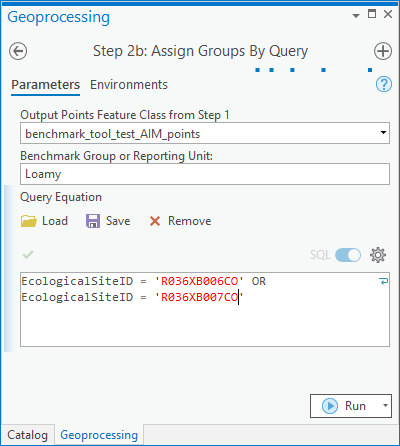 Geoprocessing
Step 2b: Assign Groups By Query
Parameters Environments
Output Points Feature Class from Step 1
benchmark_tool_test_AIM_points
Benchmark Group or Reporting Unit:
Loamy
Query Equation
Load Save Remove
SQL
EcologicalSiteID = 'R036XB006CO' OR
EcologicalSiteID = 'R036XB007CO'
Run
Catalog Geoprocessing